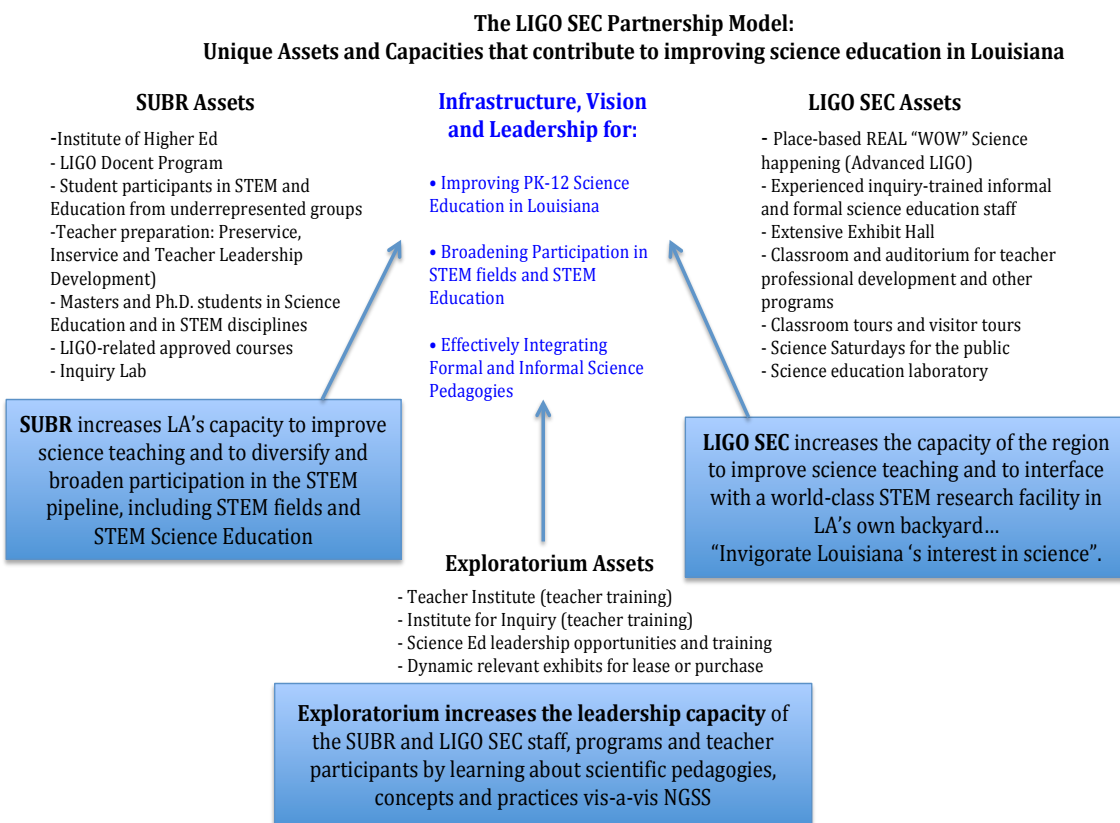 The LIGO SEC Partnership Model:
Unique Assets and Capacities that contribute to improving science education in Louisiana
SUBR Assets
-Institute of Higher Ed
- LIGO Docent Program
- Student participants in STEM and
Education from underrepresented groups
-Teacher preparation: Preservice,
Inservice and Teacher Leadership
Development)
- Masters and Ph.D. students in Science
Education and in STEM disciplines
- LIGO-related approved courses
- Inquiry Lab
SUBR increases LA’s capacity to improve
science teaching and to diversify and
broaden participation in the STEM
pipeline, including STEM fields and
STEM Science Education
Infrastructure, Vision
and Leadership for:
• Improving PK-12 Science
Education in Louisiana
• Broadening Participation in
STEM fields and STEM
Education
• Effectively Integrating
Formal and Informal Science
Pedagogies
LIGO SEC Assets
- Place-based REAL “WOW” Science
happening (Advanced LIGO)
- Experienced inquiry-trained informal
and formal science education staff
- Extensive Exhibit Hall
- Classroom and auditorium for teacher
professional development and other
programs
- Classroom tours and visitor tours
- Science Saturdays for the public
- Science education laboratory
LIGO SEC increases the capacity of the region
to improve science teaching and to interface
with a world-class STEM research facility in
LA’s own backyard…
“Invigorate Louisiana ‘s interest in science”.
Exploratorium Assets
- Teacher Institute (teacher training)
- Institute for Inquiry (teacher training)
- Science Ed leadership opportunities and training
- Dynamic relevant exhibits for lease or purchase
Exploratorium increases the leadership capacity of
the SUBR and LIGO SEC staff, programs and teacher
participants by learning about scientific pedagogies,
concepts and practices vis-a-vis NGSS